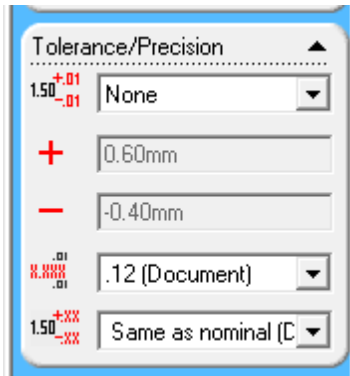 Tolerance/Precision
1.50 +.01 -.01 None
+ 0.60mm
- -0.40mm
.01 X.XXX .01 .12 (Document)
1.50 +XX -.XX Same as nominal (D